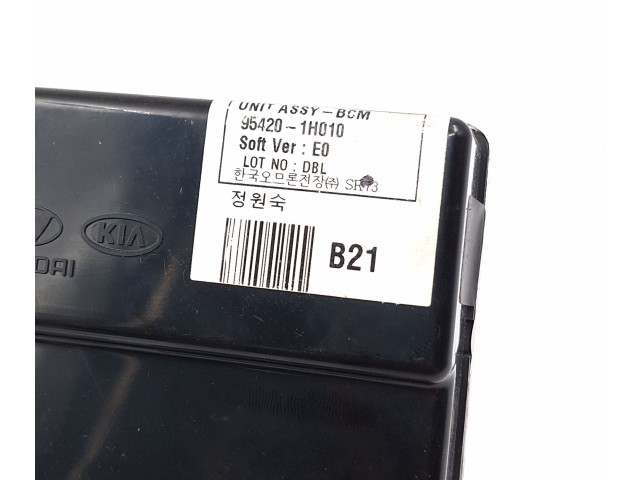 UNIT ASSY-BCM
95420-1H010
Soft Ver : E0
LOT NO : DBL
한국오므론전장(주) SR73
정원숙
B21
KIA